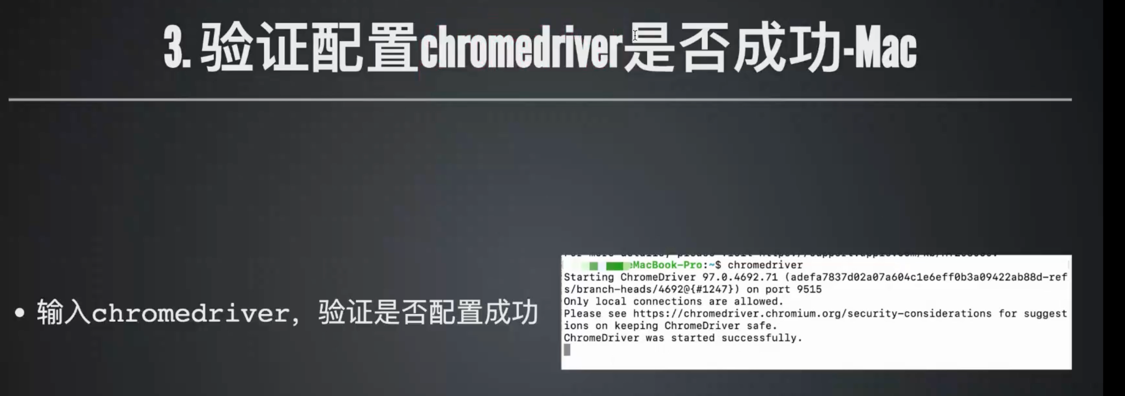 3. 验证配置chromedriver是否成功-Mac
• 输入chromedriver，验证是否配置成功
MacBook-Pro:~$ chromedriver
Starting ChromeDriver 97.0.4692.71 (adefa7837d02a07a604c1e6eff0b3a09422ab88d-ref
s/branch-heads/4692@{#1247}) on port 9515
Only local connections are allowed.
Please see https://chromedriver.chromium.org/security-considerations for suggest
ions on keeping ChromeDriver safe.
ChromeDriver was started successfully.